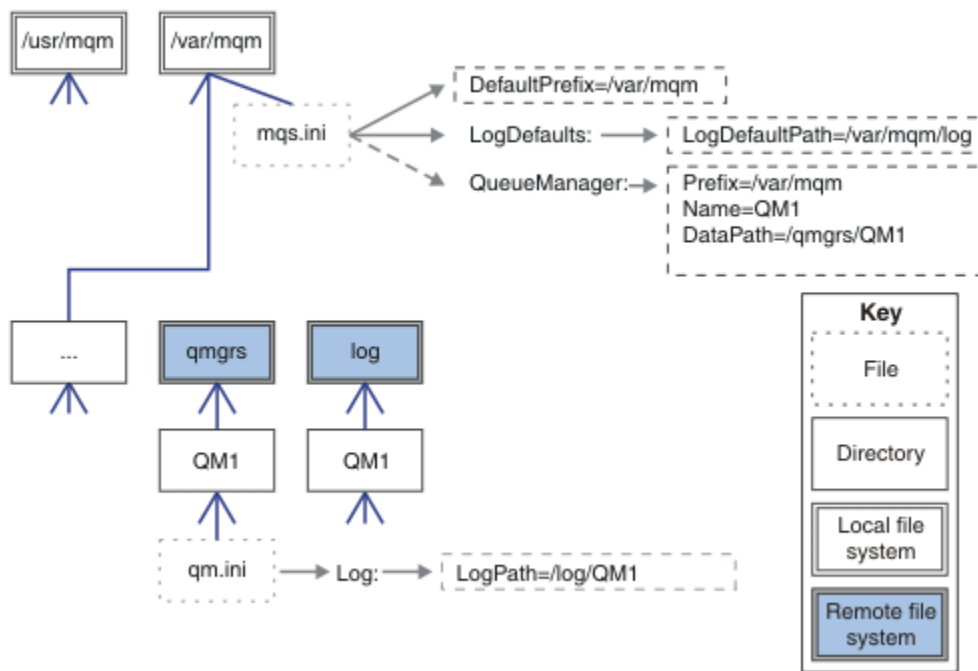 /usr/mqm
/var/mqm
mqs.ini
DefaultPrefix=/var/mqm
LogDefaults:
LogDefaultPath=/var/mqm/log
QueueManager:
Prefix=/var/mqm
Name=QM1
DataPath=/qmgrs/QM1
...
qmgrs
log
QM1
QM1
qm.ini
Log:
LogPath=/log/QM1
Key
File
Directory
Local file
system
Remote file
system